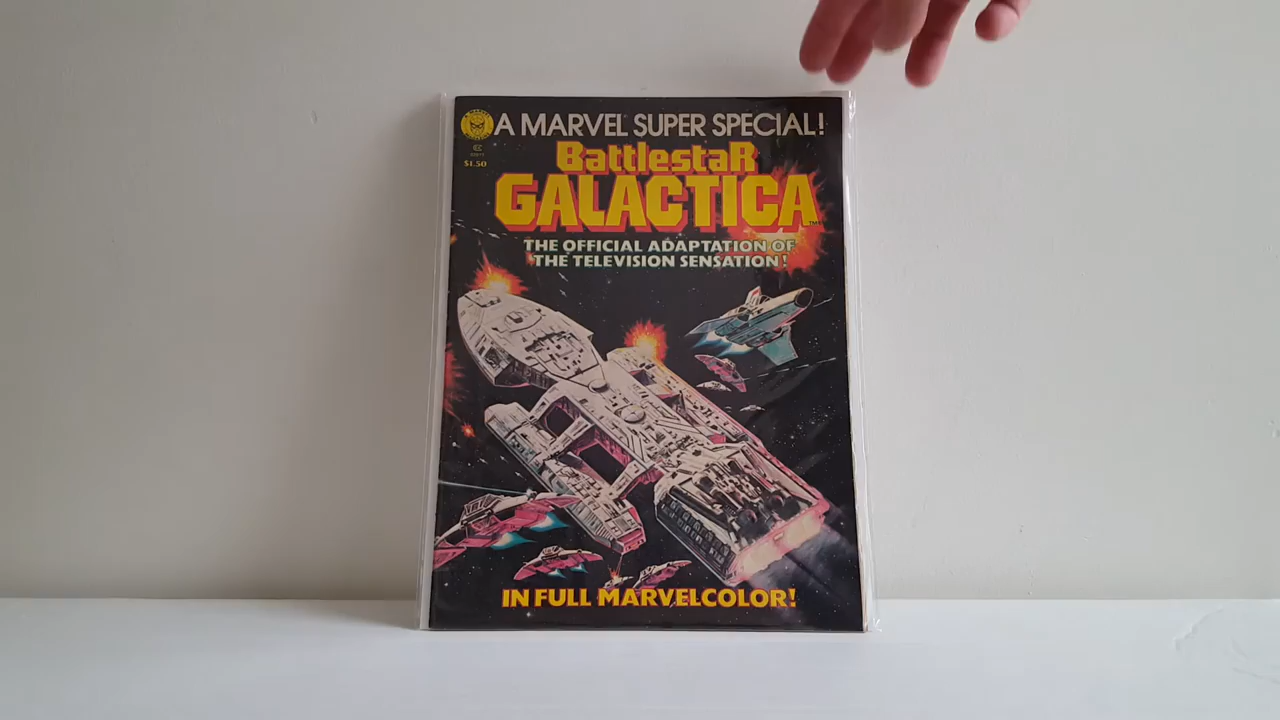 A MARVEL SUPER SPECIAL!
$1.50
BattlestaR
GALACTICA
THE OFFICIAL ADAPTATION OF
THE TELEVISION SENSATION!
IN FULL MARVELCOLOR!